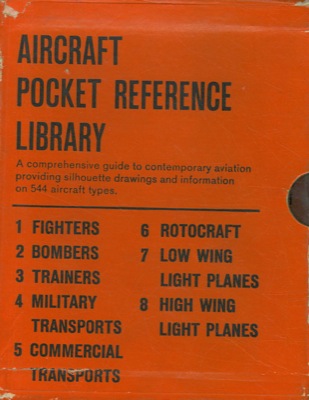 AIRCRAFT
POCKET REFERENCE
LIBRARY
A comprehensive guide to contemporary aviation
providing silhouette drawings and information
on 544 aircraft types.
1 FIGHTERS
2 BOMBERS
3 TRAINERS
4 MILITARY
TRANSPORTS
5 COMMERCIAL
TRANSPORTS
6 ROTOCRAFT
7 LOW WING
LIGHT PLANES
8 HIGH WING
LIGHT PLANES